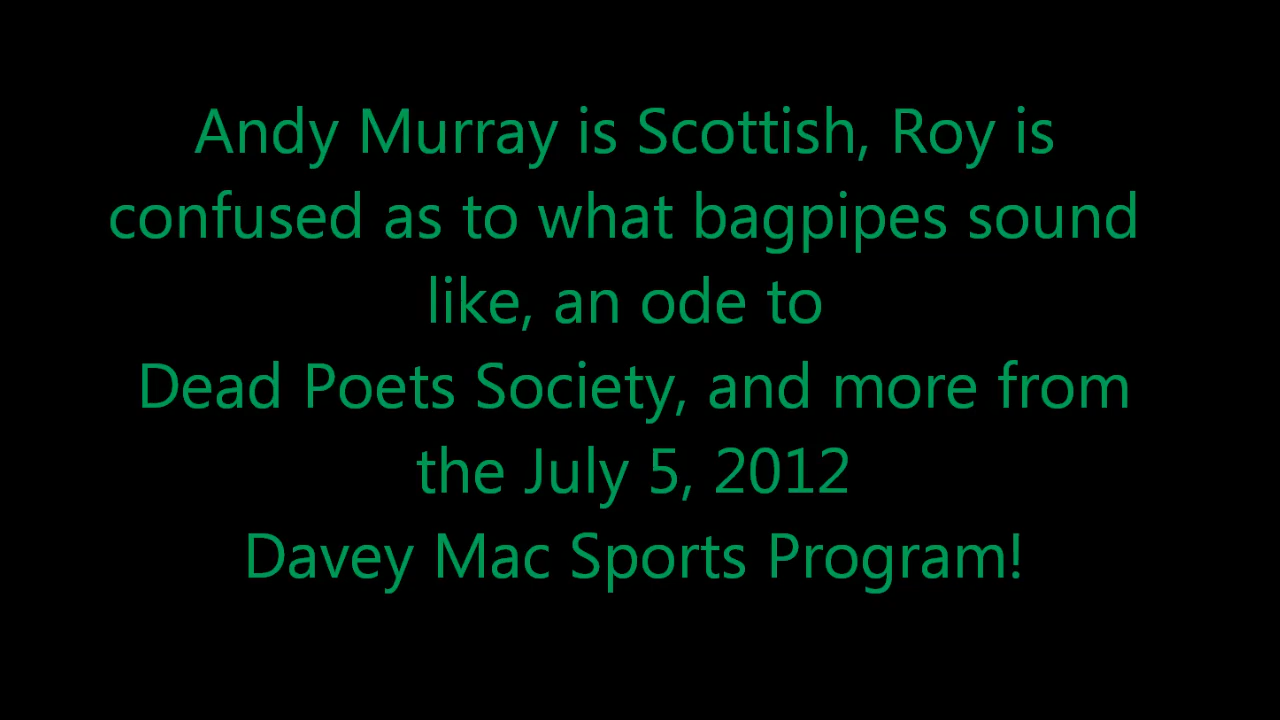 Andy Murray is Scottish, Roy is
confused as to what bagpipes sound
like, an ode to
Dead Poets Society, and more from
the July 5, 2012
Davey Mac Sports Program!